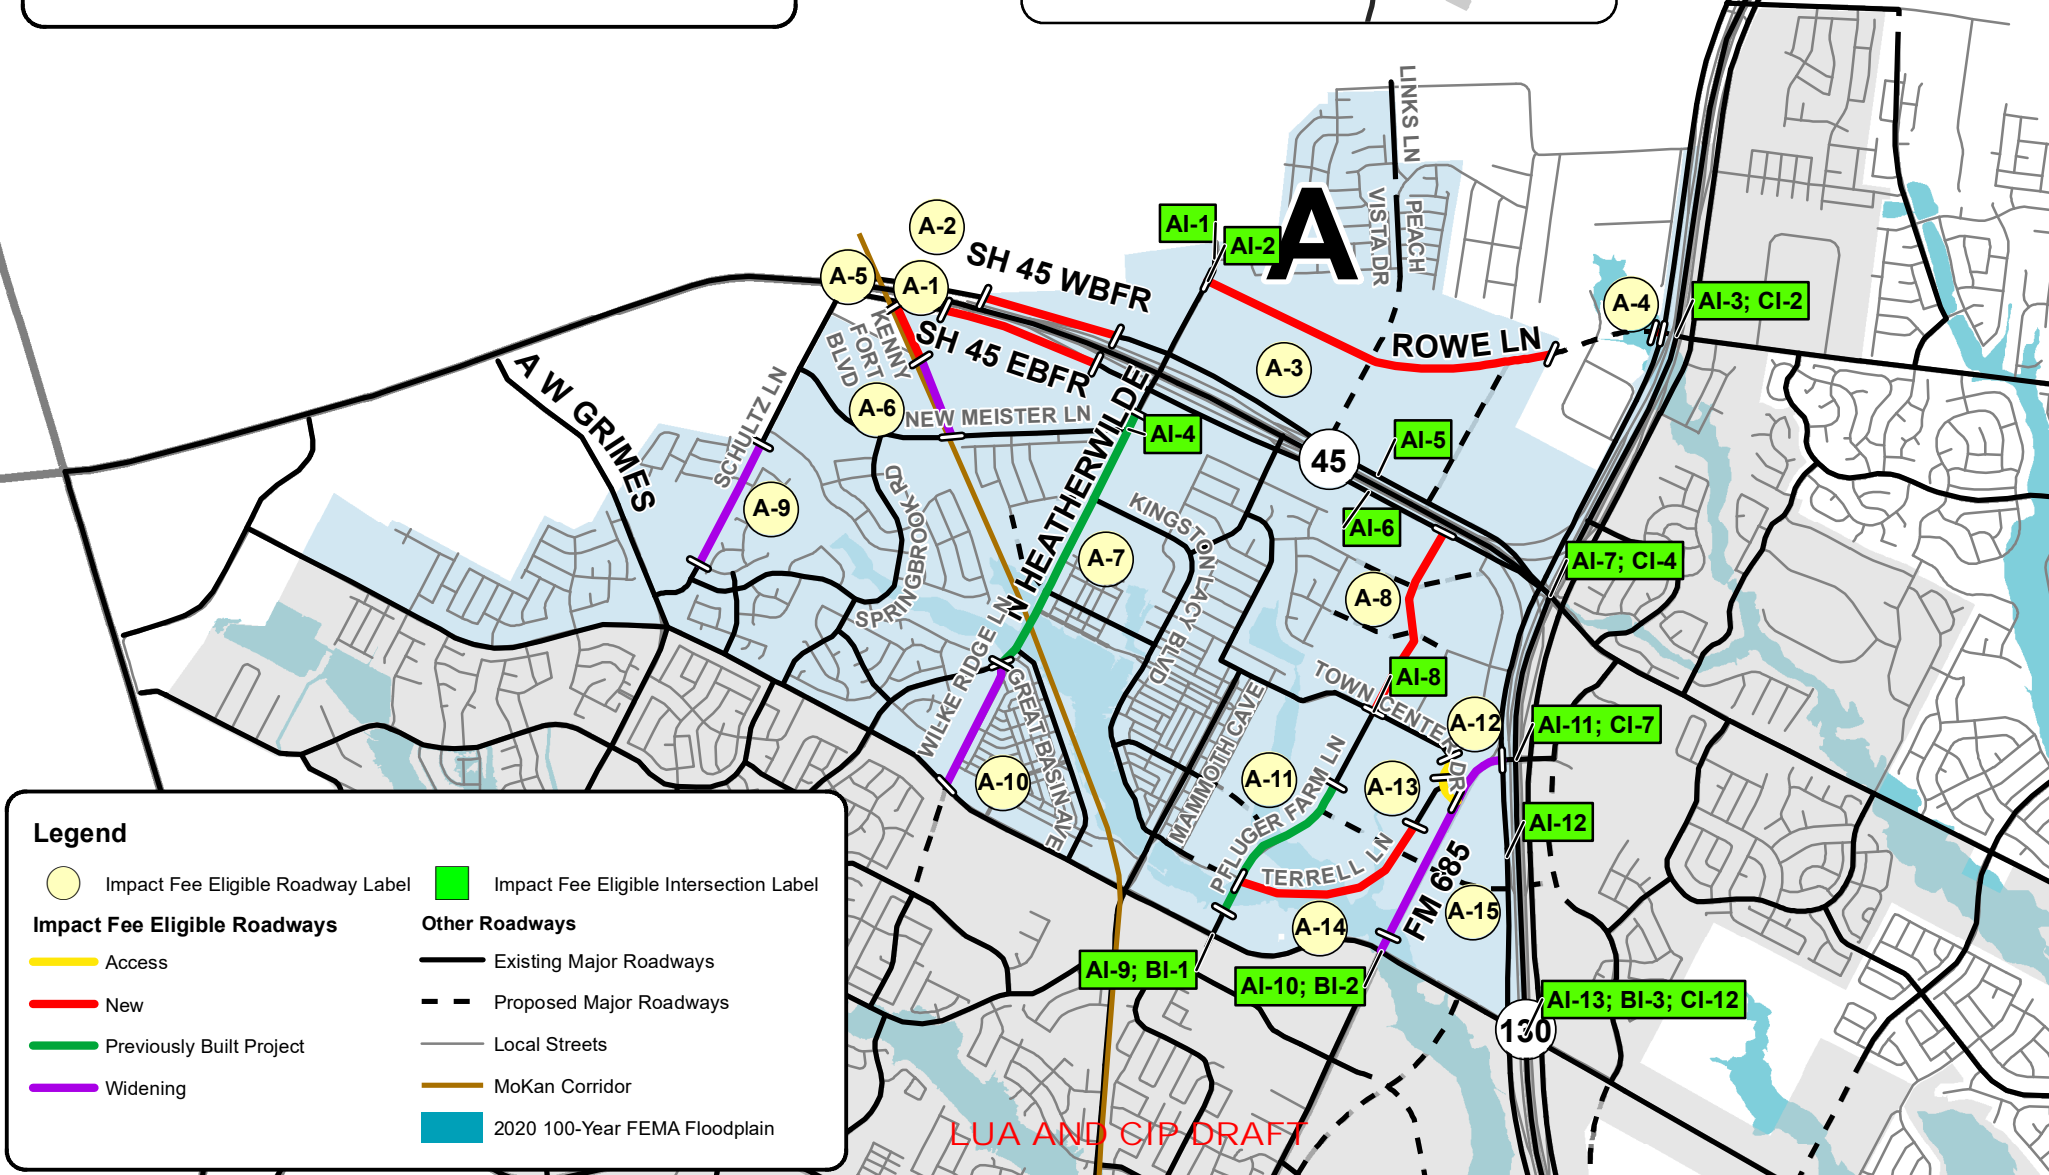 LINKS LN
A-2
AI-1
AI-2
A
VISTA DR
PEACH
A-5
A-1
SH 45 WBFR
A-4
AI-3; CI-2
KENNY
FORT
BLVD
SH 45 EBFR
ROWE LN
A-3
A W GRIMES
SCHULTZ LN
A-6
NEW MEISTER LN
AI-4
N HEATHERWILDE
45
AI-5
AI-6
A-9
SPRINGBROOK RD
KINGSTON LACY BLVD
A-7
AI-7; CI-4
A-8
SPRINGBROOK
WILKE RIDGE LN
GREAT BASIN AVE
AI-8
TOWN CENTER DR
A-12
AI-11; CI-7
MAMMOTH CAVE
A-10
A-11
PFLUGER FARM LN
A-13
AI-12
TERRELL LN
FM 685
A-15
A-14
AI-9; BI-1
AI-10; BI-2
AI-13; BI-3; CI-12
130
Legend
Impact Fee Eligible Roadway Label
Impact Fee Eligible Intersection Label
Impact Fee Eligible Roadways
Other Roadways
Access
Existing Major Roadways
New
Proposed Major Roadways
Previously Built Project
Local Streets
Widening
MoKan Corridor
2020 100-Year FEMA Floodplain
LUA AND CIP DRAFT